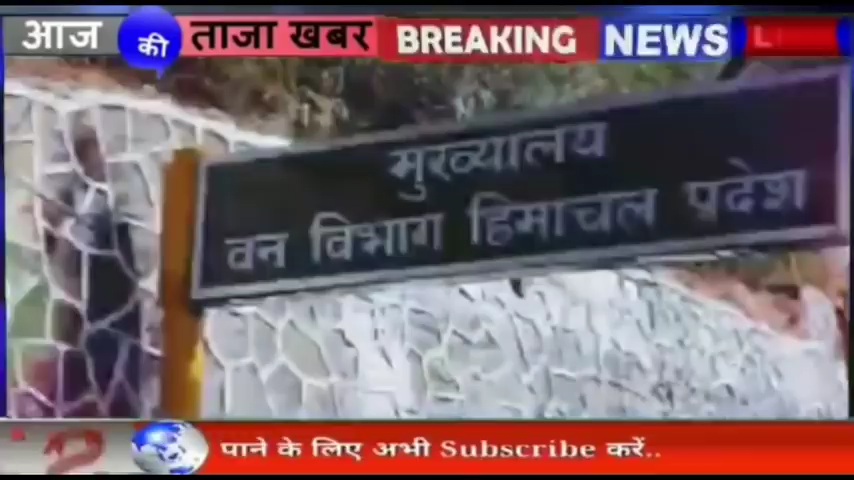 आज की ताजा खबर BREAKING NEWS
मुख्यालय
वन विभाग हिमाचल प्रदेश
पाने के लिए अभी Subscribe करें..